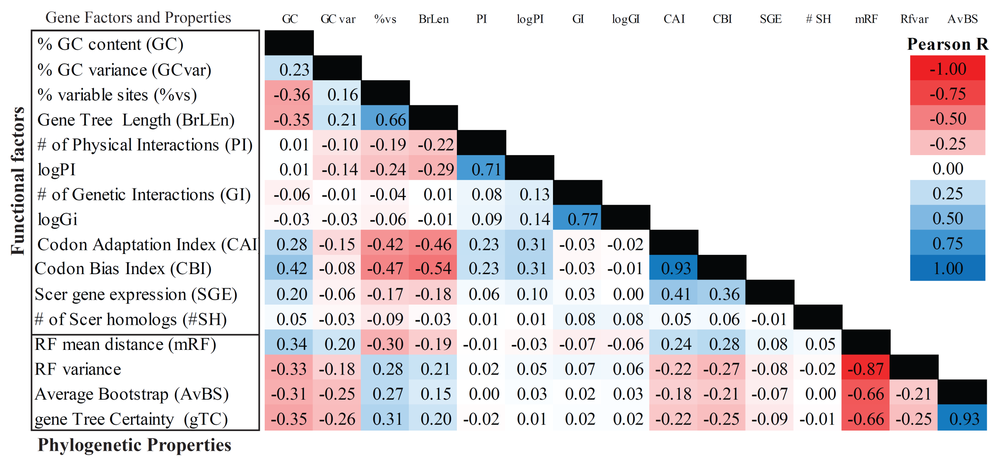 Gene Factors and Properties GC GC var %vs BrLen PI logPI GI logGI CAI CBI SGE # SH mRF Rfvar AvBS
% GC content (GC)
% GC variance (GCvar) 0.23
% variable sites (%vs) -0.36 0.16
Gene Tree Length (BrLEn) -0.35 0.21 0.66
# of Physical Interactions (PI) 0.01 -0.10 -0.19 -0.22
logPI 0.01 -0.14 -0.24 -0.29 0.71
# of Genetic Interactions (GI) -0.06 -0.01 -0.04 0.01 0.08 0.13
logGi -0.03 -0.03 -0.06 -0.01 0.09 0.14 0.77
Codon Adaptation Index (CAI) 0.28 -0.15 -0.42 -0.46 0.23 0.31 -0.03 -0.02
Codon Bias Index (CBI) 0.42 -0.08 -0.47 -0.54 0.23 0.31 -0.03 -0.01 0.93
Scer gene expression (SGE) 0.20 -0.06 -0.17 -0.18 0.06 0.10 0.03 0.00 0.41 0.36
# of Scer homologs (#SH) 0.05 -0.03 -0.09 -0.03 0.01 0.01 0.08 0.08 0.05 0.06 -0.01
RF mean distance (mRF) 0.34 0.20 -0.30 -0.19 -0.01 -0.03 -0.07 -0.06 0.24 0.28 0.08 0.05
RF variance -0.33 -0.18 0.28 0.21 0.02 0.05 0.07 0.06 -0.22 -0.27 -0.08 -0.02 -0.87
Average Bootstrap (AvBS) -0.31 -0.25 0.27 0.15 0.00 0.03 0.02 0.03 -0.18 -0.21 -0.07 0.00 -0.66 -0.21
gene Tree Certainty (gTC) -0.35 -0.26 0.31 0.20 -0.02 0.01 0.02 0.02 -0.22 -0.25 -0.09 -0.01 -0.66 -0.25 0.93
Functional factors
Phylogenetic Properties
Pearson R
-1.00
-0.75
-0.50
-0.25
0.00
0.25
0.50
0.75
1.00